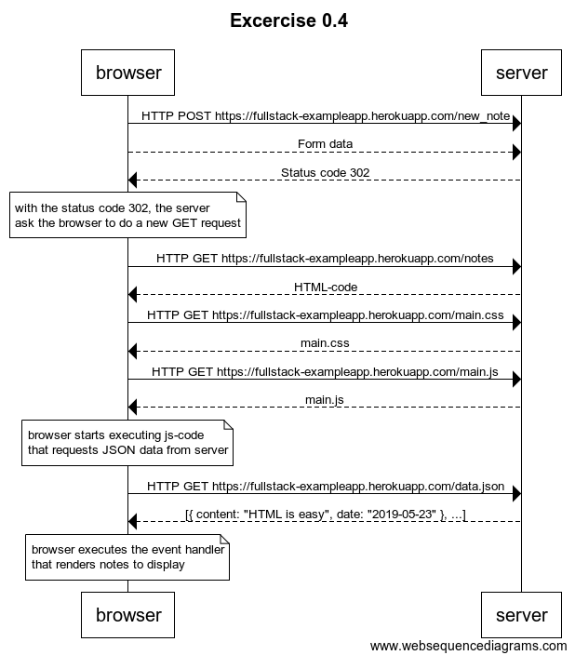 Excercise 0.4
browser
server
HTTP POST https://fullstack-exampleapp.herokuapp.com/new_note
Form data
Status code 302
with the status code 302, the server
ask the browser to do a new GET request
HTTP GET https://fullstack-exampleapp.herokuapp.com/notes
HTML-code
HTTP GET https://fullstack-exampleapp.herokuapp.com/main.css
main.css
HTTP GET https://fullstack-exampleapp.herokuapp.com/main.js
main.js
browser starts executing js-code
that requests JSON data from server
HTTP GET https://fullstack-exampleapp.herokuapp.com/data.json
[{ content: "HTML is easy", date: "2019-05-23" }, ...]
browser executes the event handler
that renders notes to display
browser
server
www.websequencediagrams.com